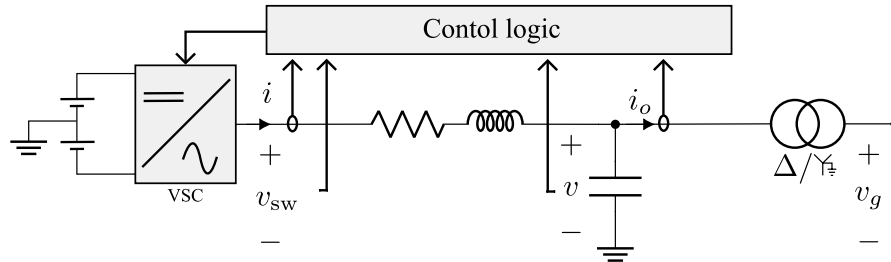 Contol logic
i
i_o
VSC
+
v_sw
−
+
v
−
Δ/
+
v_g
−